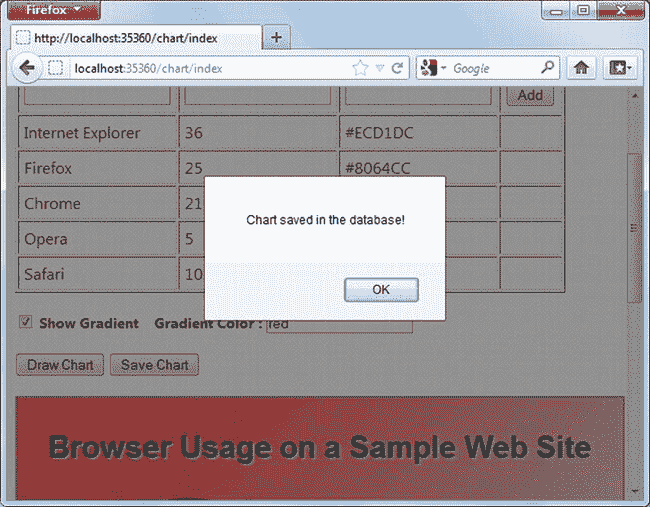 Firefox
http://localhost:35360/chart/index
localhost:35360/chart/index
Google
Add
Internet Explorer 36 #ECD1DC
Firefox 25 #8064CC
Chrome 21
Opera 5
Safari 10
Chart saved in the database!
OK
Show Gradient Gradient Color : red
Draw Chart Save Chart
Browser Usage on a Sample Web Site